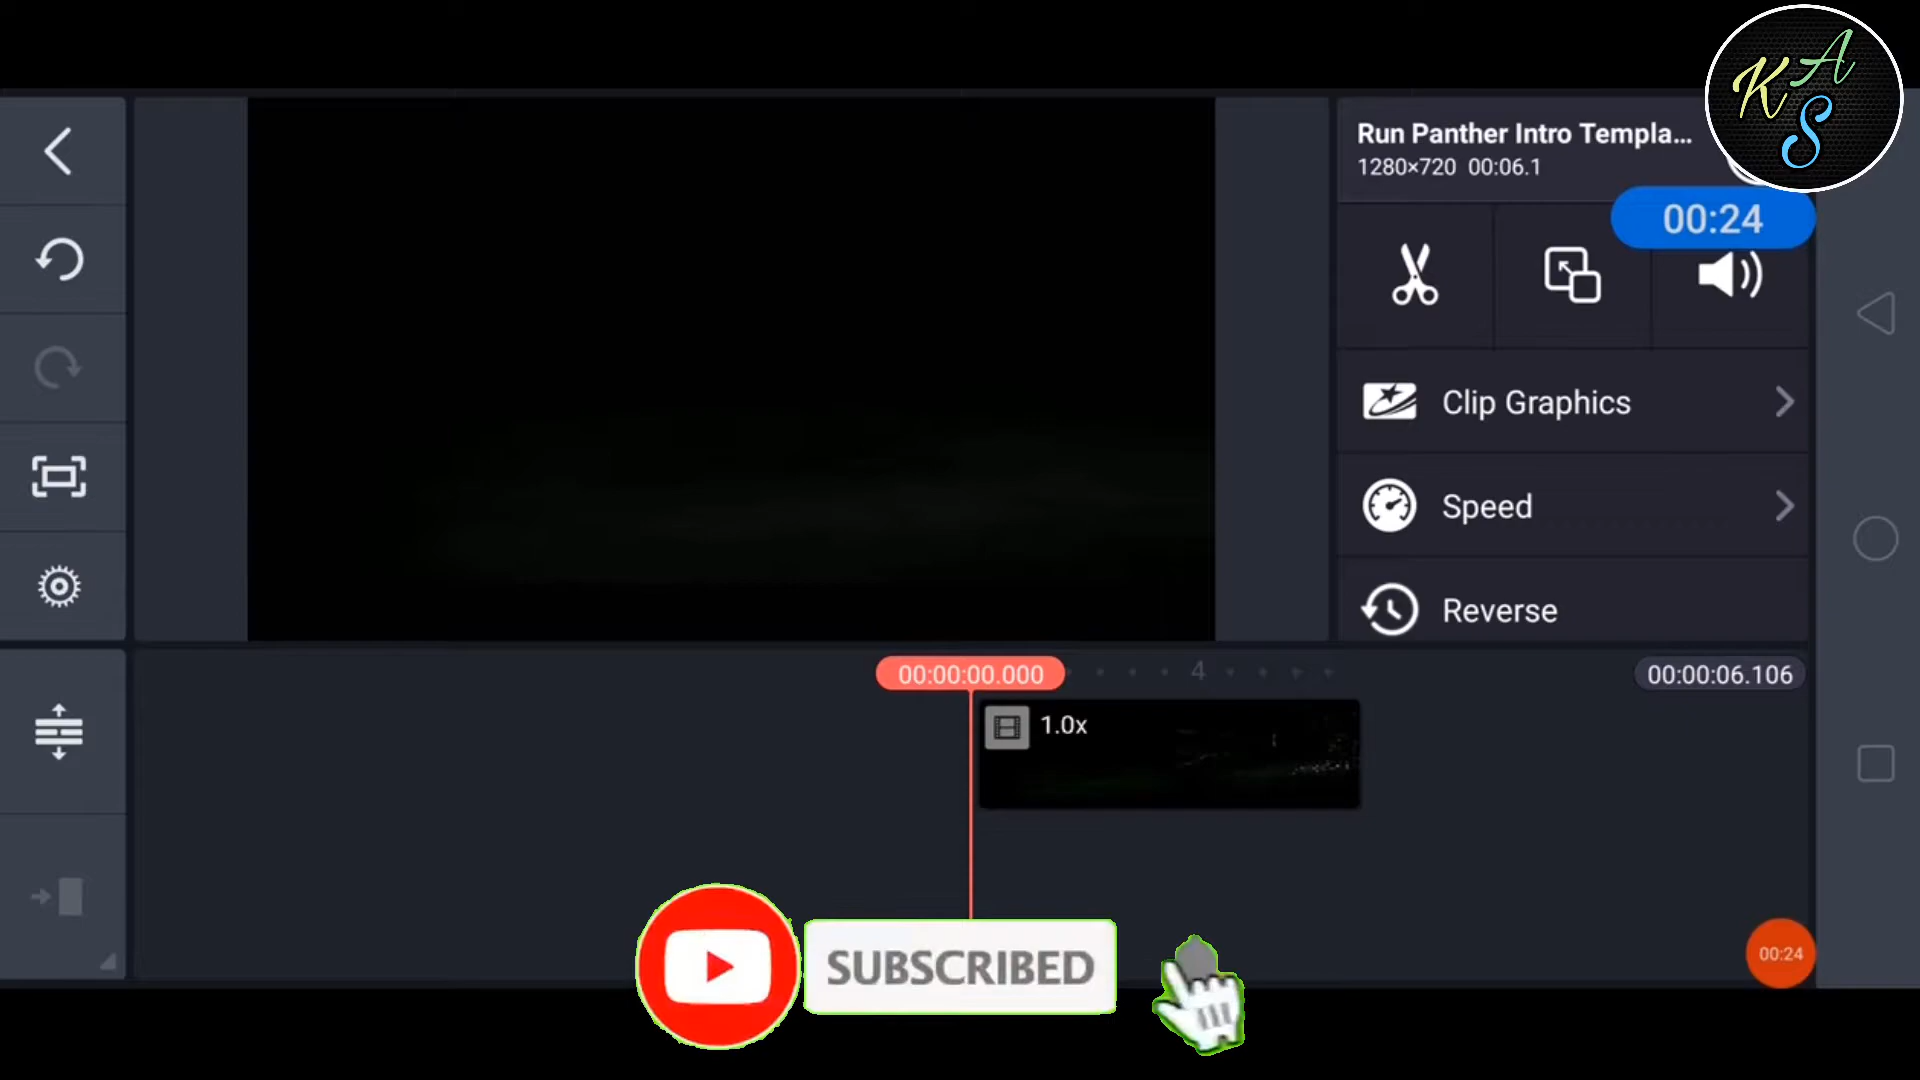 KAS
Run Panther Intro Templa...
1280×720 00:06.1
00:24
Clip Graphics
Speed
Reverse
00:00:00.000
4
00:00:06.106
1.0x
SUBSCRIBED
00:24